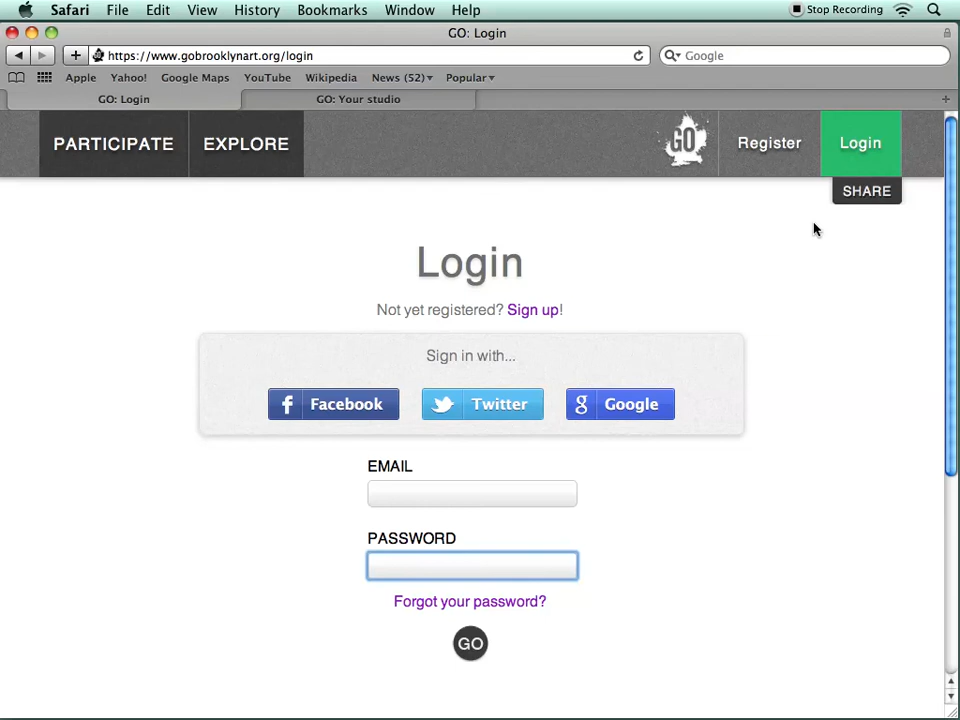 Safari File Edit View History Bookmarks Window Help Stop Recording
GO: Login
https://www.gobrooklynart.org/login Google
Apple Yahoo! Google Maps YouTube Wikipedia News (52) Popular
GO: Login GO: Your studio
PARTICIPATE EXPLORE GO Register Login
SHARE
Login
Not yet registered? Sign up!
Sign in with...
f Facebook Twitter g Google
EMAIL
PASSWORD
Forgot your password?
GO